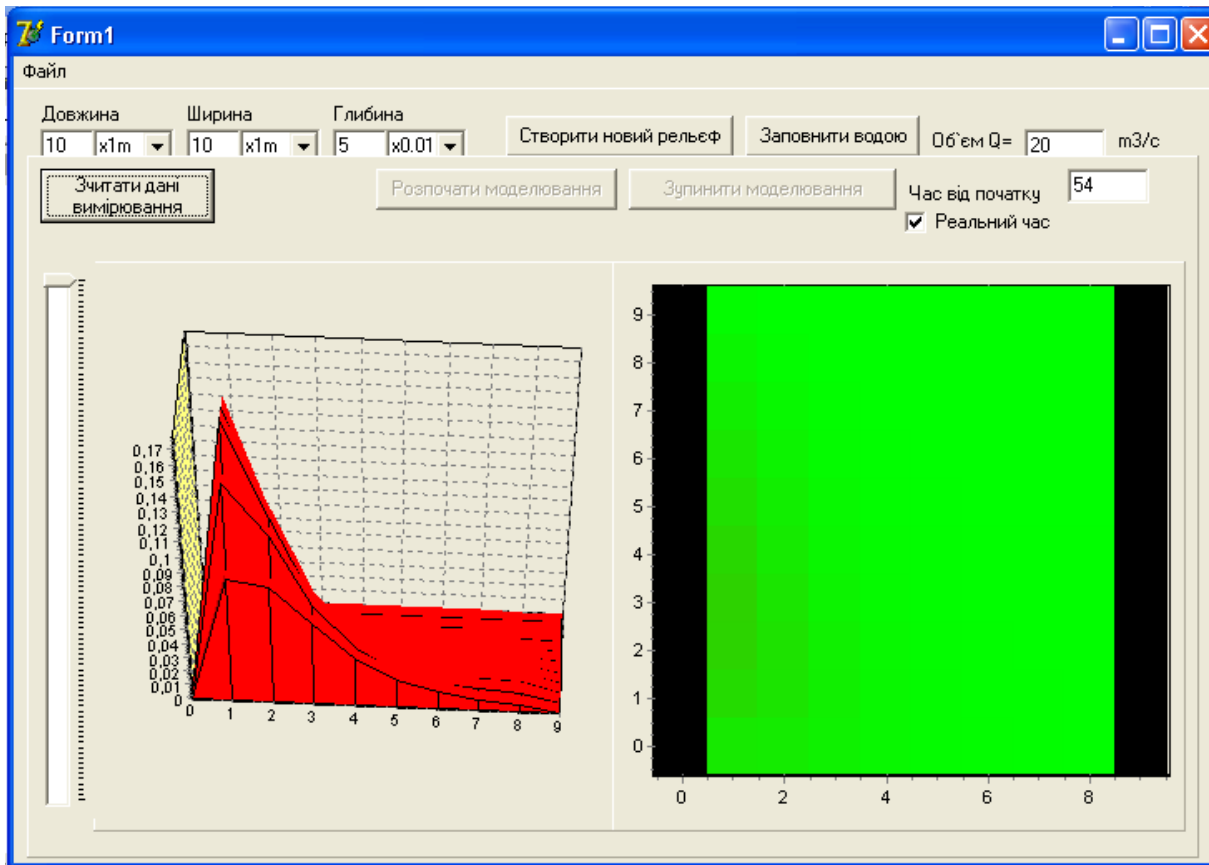 Form1
Файл
Довжина Ширина Глибина
10 x1m 10 x1m 5 x0.01 Створити новий рельєф Заповнити водою Об`єм Q= 20 m3/c
Зчитати дані
вимірювання
Розпочати моделювання Зупинити моделювання Час від початку 54
Реальний час
0,17
0,16
0,15
0,14
0,13
0,12
0,11
0,1
0,09
0,08
0,07
0,06
0,05
0,04
0,03
0,02
0,01
0
0 1 2 3 4 5 6 7 8 9
9
8
7
6
5
4
3
2
1
0
0 2 4 6 8